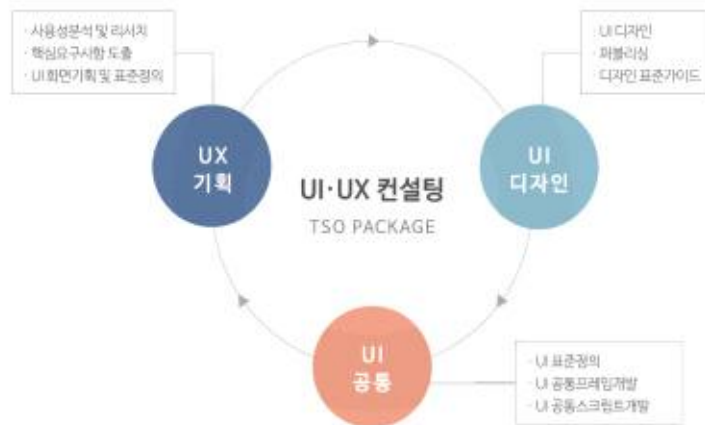 · 사용성분석 및 리서치
· 핵심요구사항 도출
· UI 화면기획 및 표준정의
· UI 디자인
· 퍼블리싱
· 디자인 표준가이드
UX
기획
UI·UX 컨설팅
TSO PACKAGE
UI
디자인
UI
공통
· UI 표준정의
· UI 공통프레임개발
· UI 공통스크립트개발